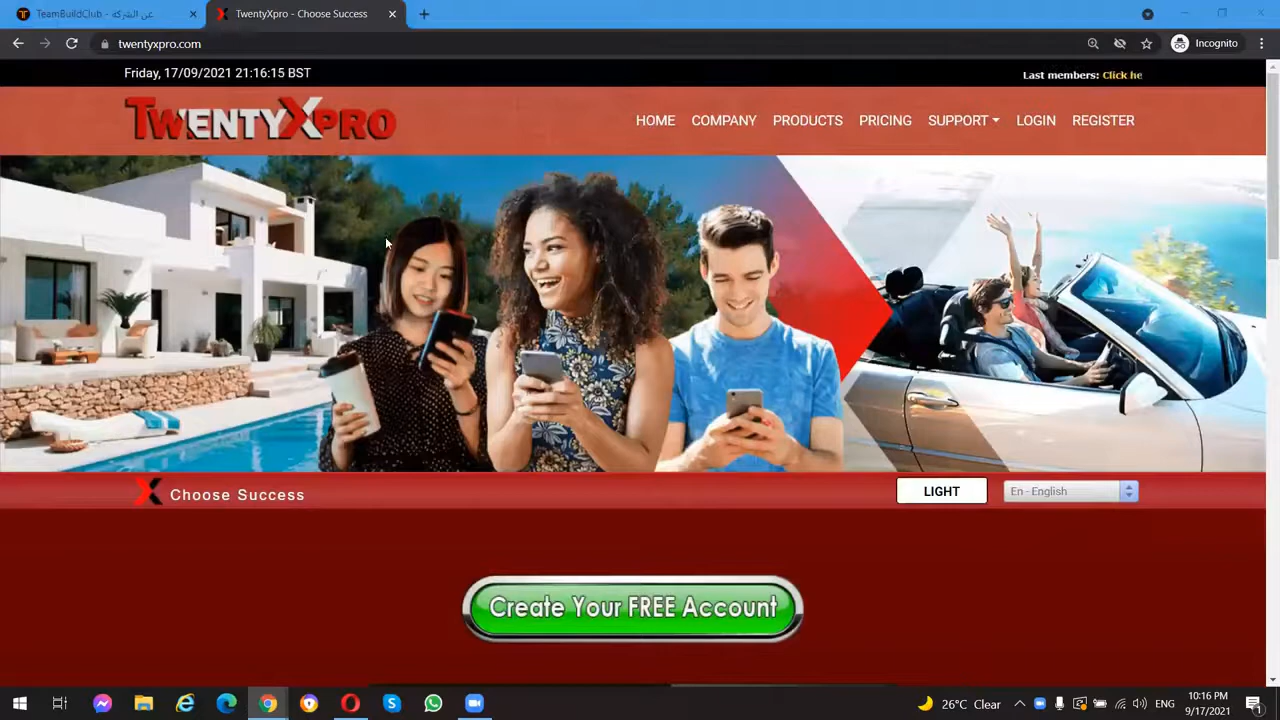 TeamBuildClub - عن الشركة
TwentyXpro - Choose Success
twentyxpro.com
Incognito
Friday, 17/09/2021 21:16:15 BST
Last members: Click he
TWENTYXPRO
HOME
COMPANY
PRODUCTS
PRICING
SUPPORT
LOGIN
REGISTER
X Choose Success
LIGHT
En - English
Create Your FREE Account
26°C Clear
ENG
10:16 PM
9/17/2021
1